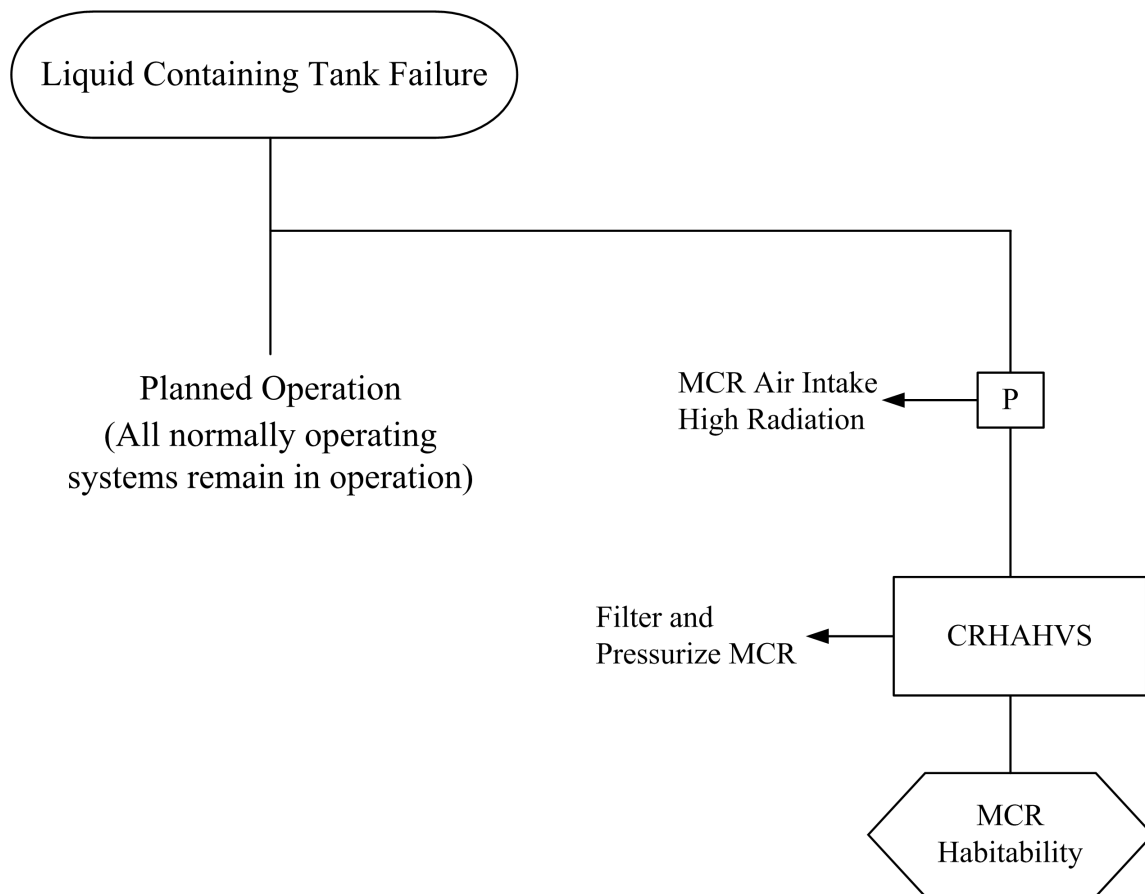 Liquid Containing Tank Failure
Planned Operation
(All normally operating
systems remain in operation)
MCR Air Intake
High Radiation
P
Filter and
Pressurize MCR
CRHAHVS
MCR
Habitability